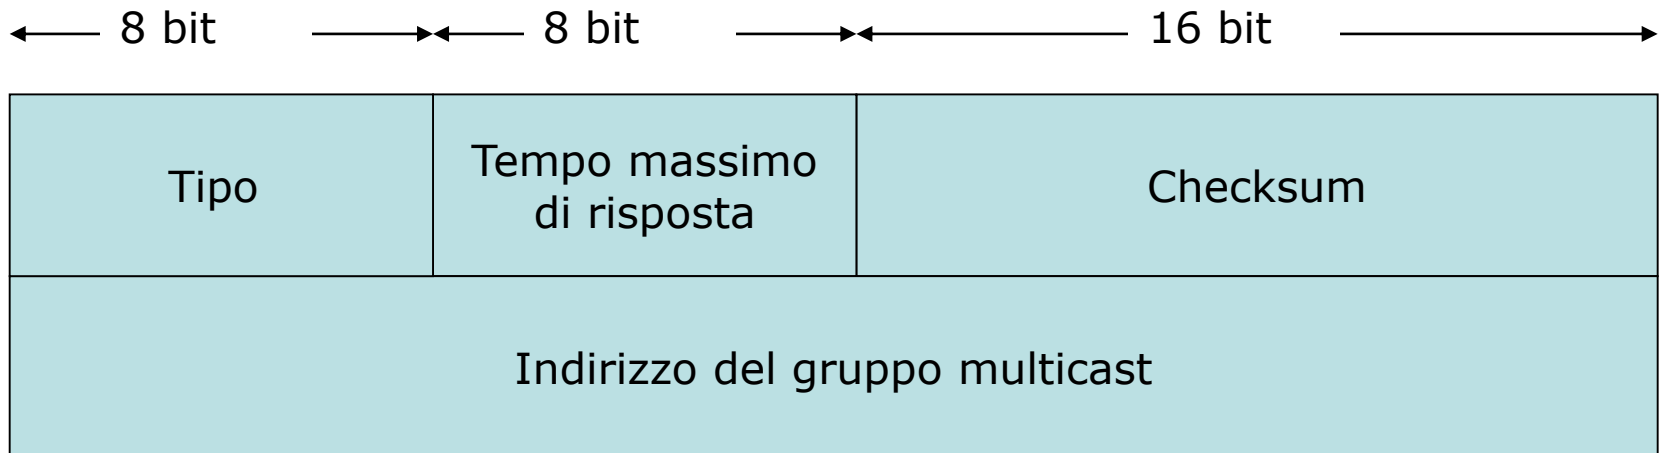 8 bit 8 bit 16 bit
Tipo
Tempo massimo
di risposta
Checksum
Indirizzo del gruppo multicast